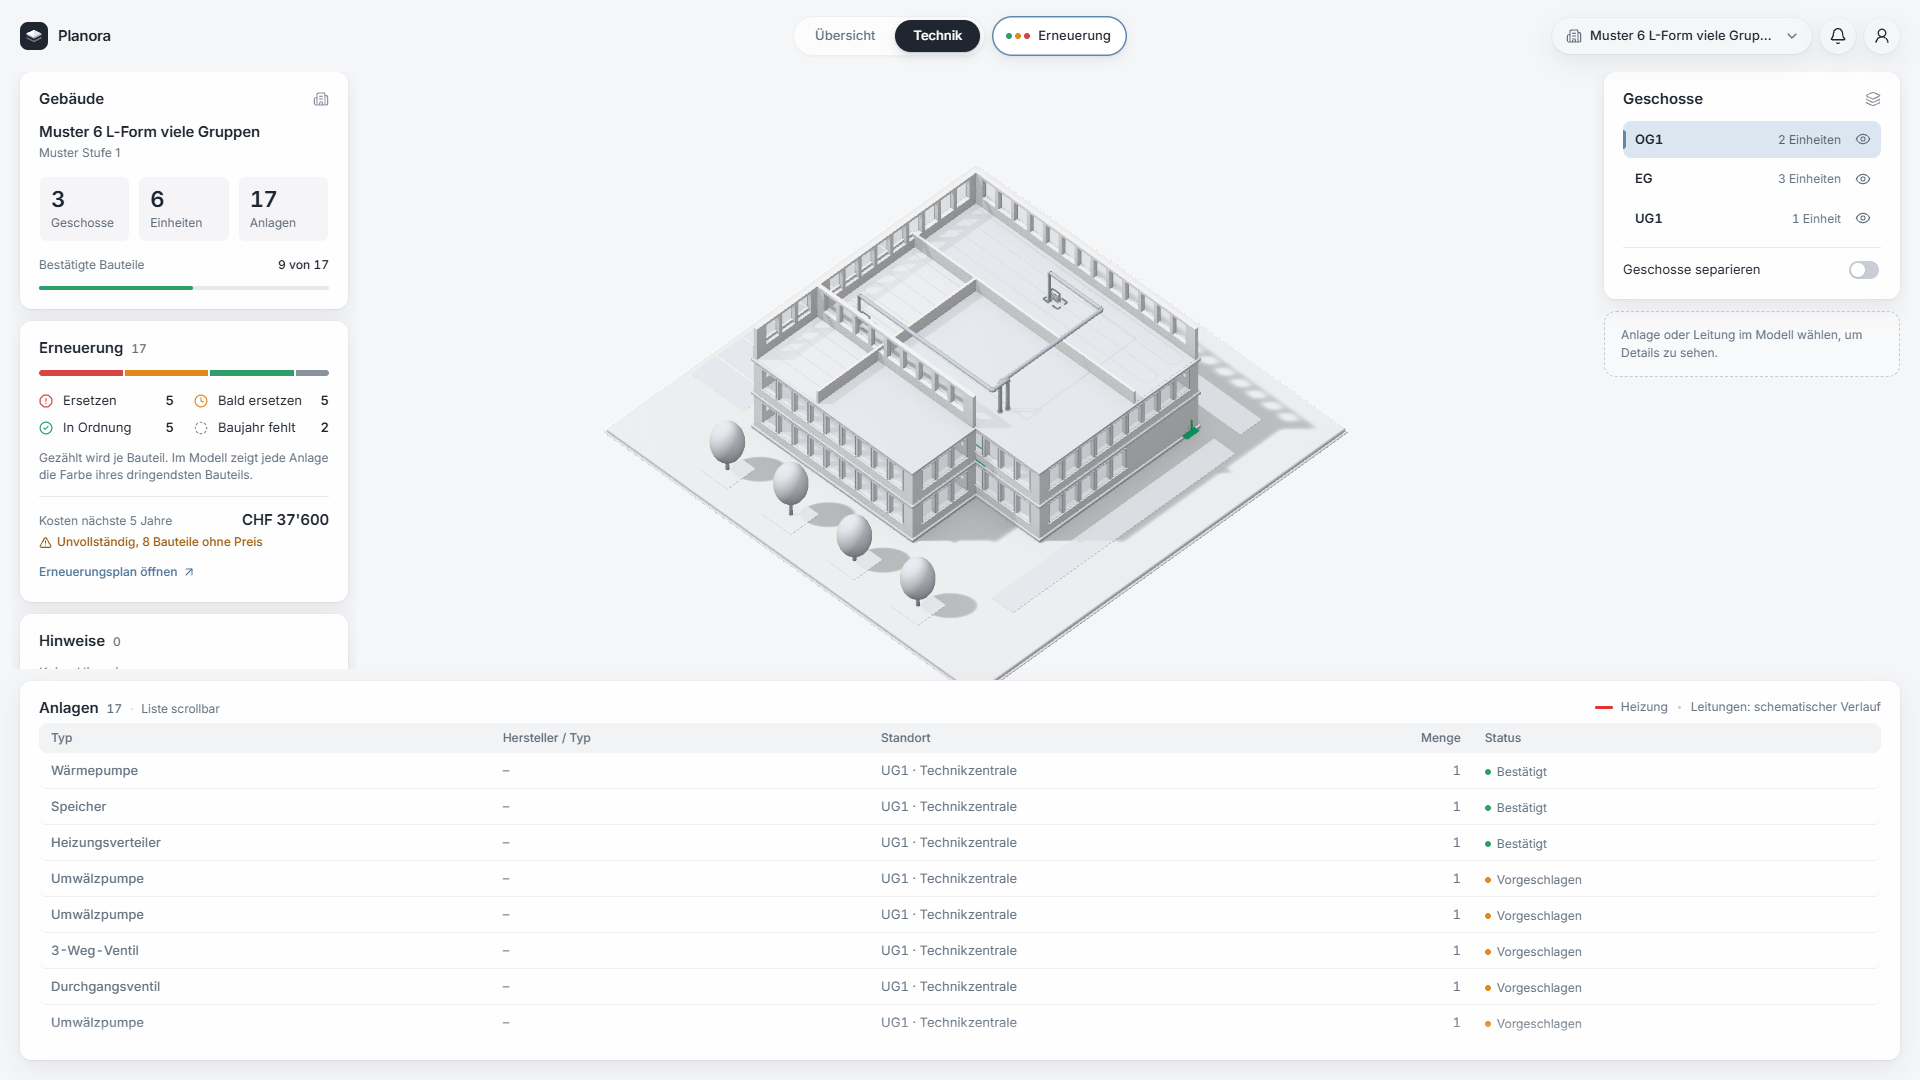 Planora
Übersicht
Technik
Erneuerung
Muster 6 L-Form viele Grup...
Gebäude
Muster 6 L-Form viele Gruppen
Muster Stufe 1
3 6 17
Geschosse Einheiten Anlagen
Bestätigte Bauteile 9 von 17
Erneuerung 17
Ersetzen 5 Bald ersetzen 5
In Ordnung 5 Baujahr fehlt 2
Gezählt wird je Bauteil. Im Modell zeigt jede Anlage
die Farbe ihres dringendsten Bauteils.
Kosten nächste 5 Jahre CHF 37'600
Unvollständig, 8 Bauteile ohne Preis
Erneuerungsplan öffnen
Hinweise 0
Geschosse
OG1 2 Einheiten
EG 3 Einheiten
UG1 1 Einheit
Geschosse separieren
Anlage oder Leitung im Modell wählen, um
Details zu sehen.
Anlagen 17 · Liste scrollbar
Heizung • Leitungen: schematischer Verlauf
Typ Hersteller / Typ Standort Menge Status
Wärmepumpe – UG1 · Technikzentrale 1 Bestätigt
Speicher – UG1 · Technikzentrale 1 Bestätigt
Heizungsverteiler – UG1 · Technikzentrale 1 Bestätigt
Umwälzpumpe – UG1 · Technikzentrale 1 Vorgeschlagen
Umwälzpumpe – UG1 · Technikzentrale 1 Vorgeschlagen
3-Weg-Ventil – UG1 · Technikzentrale 1 Vorgeschlagen
Durchgangsventil – UG1 · Technikzentrale 1 Vorgeschlagen
Umwälzpumpe – UG1 · Technikzentrale 1 Vorgeschlagen